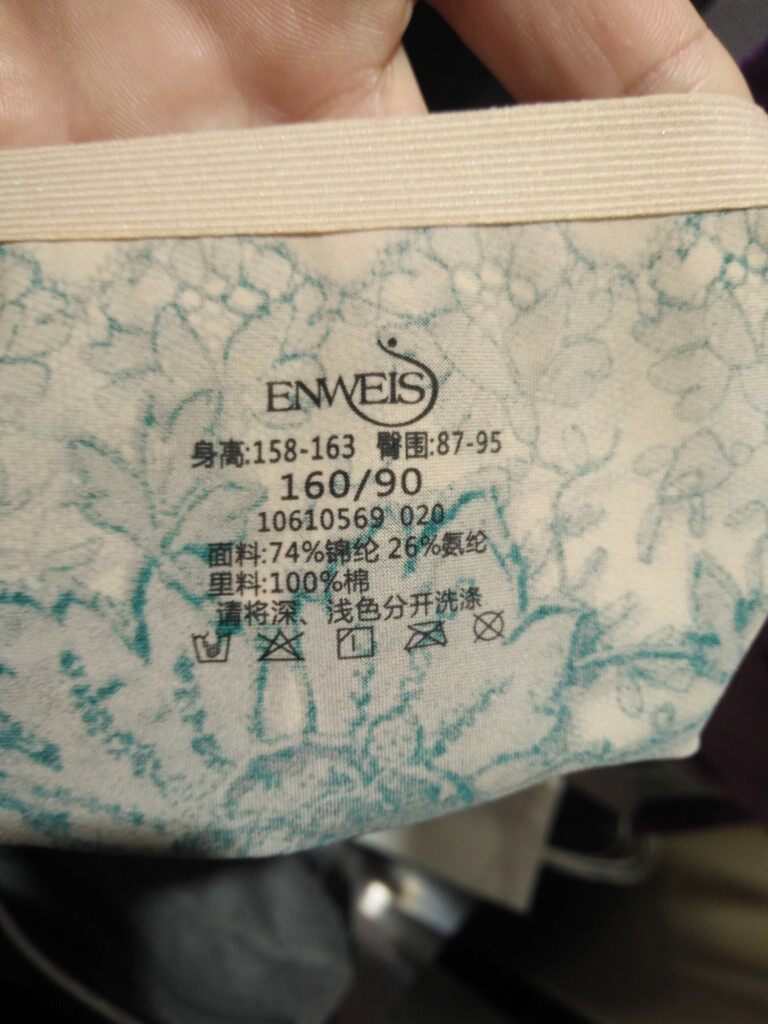 ENWEIS
身高:158-163 臀围:87-95
160/90
10610569 020
面料:74%锦纶 26%氨纶
里料:100%棉
请将深、浅色分开洗涤